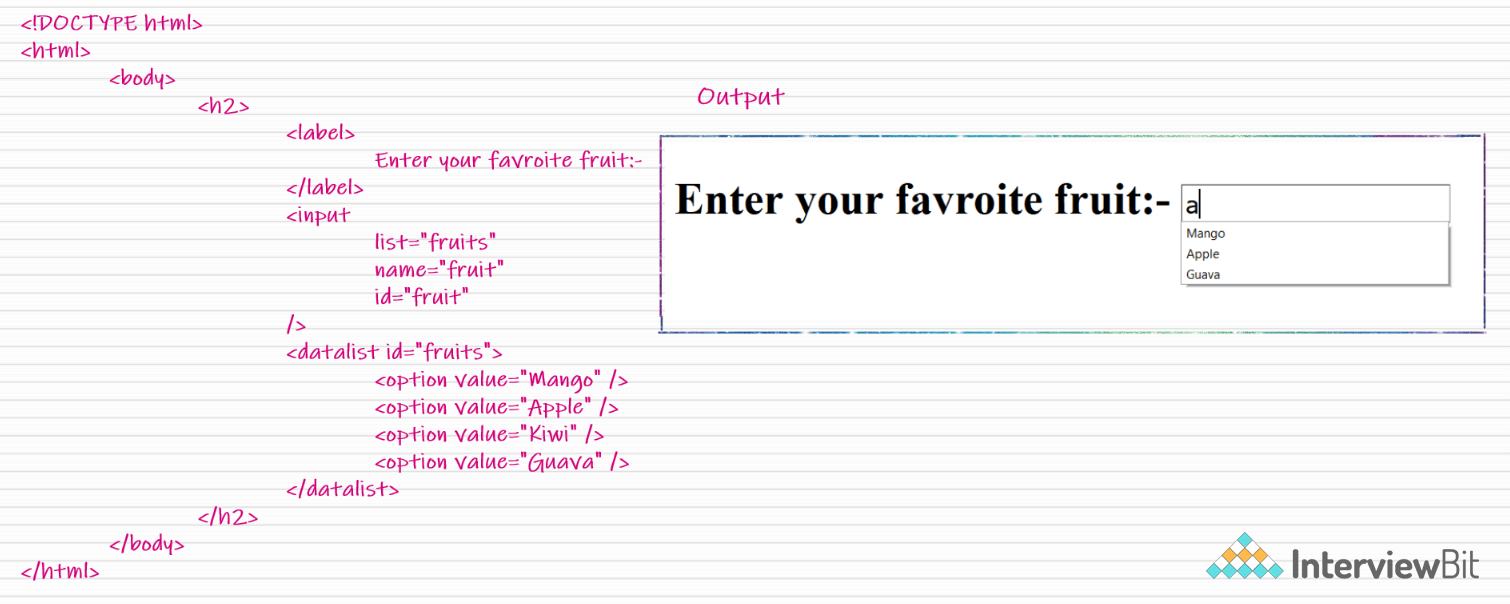 <!DOCTYPE html>
<html>
<body>
<h2>
<label>
Enter your favroite fruit:-
</label>
<input
list="fruits"
name="fruit"
id="fruit"
/>
<datalist id="fruits">
<option value="Mango" />
<option value="Apple" />
<option value="Kiwi" />
<option value="Guava" />
</datalist>
</h2>
</body>
</html>
Output
Enter your favroite fruit:- a
Mango
Apple
Guava
InterviewBit